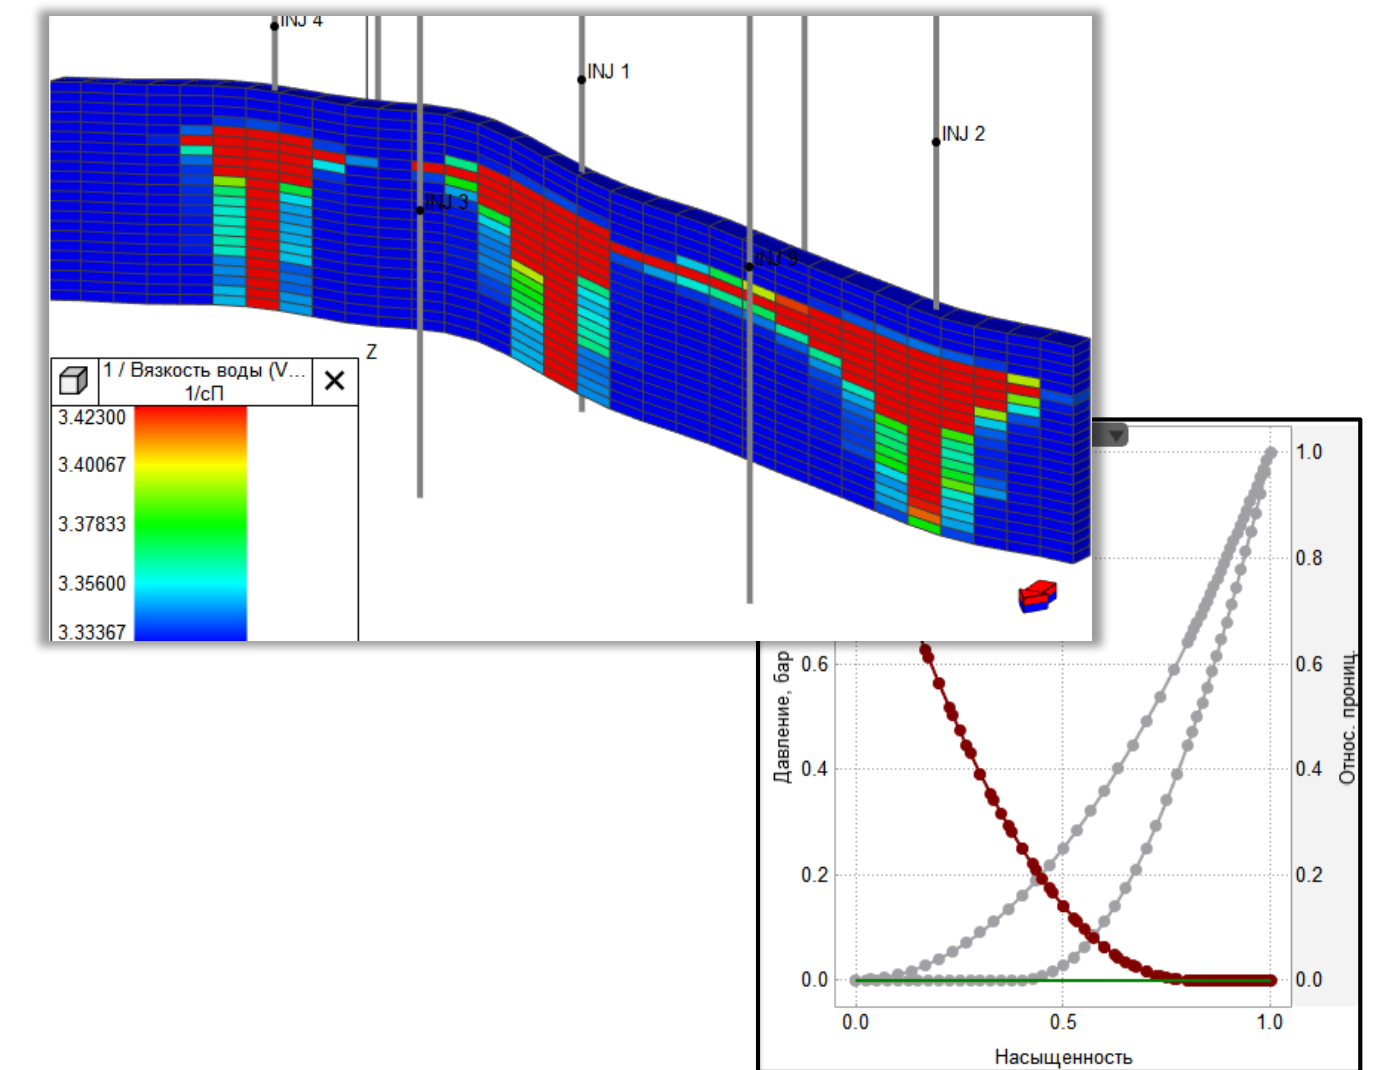 INJ 4
INJ 1
INJ 2
INJ 3
INJ 9
Z
1 / Вязкость воды (V...
1/сП
3.42300
3.40067
3.37833
3.35600
3.33367
1.0
0.8
0.6
0.6
0.4
0.4
0.2
0.2
0.0
0.0
Давление, бар
Относ. прониц.
0.0
0.5
1.0
Насыщенность